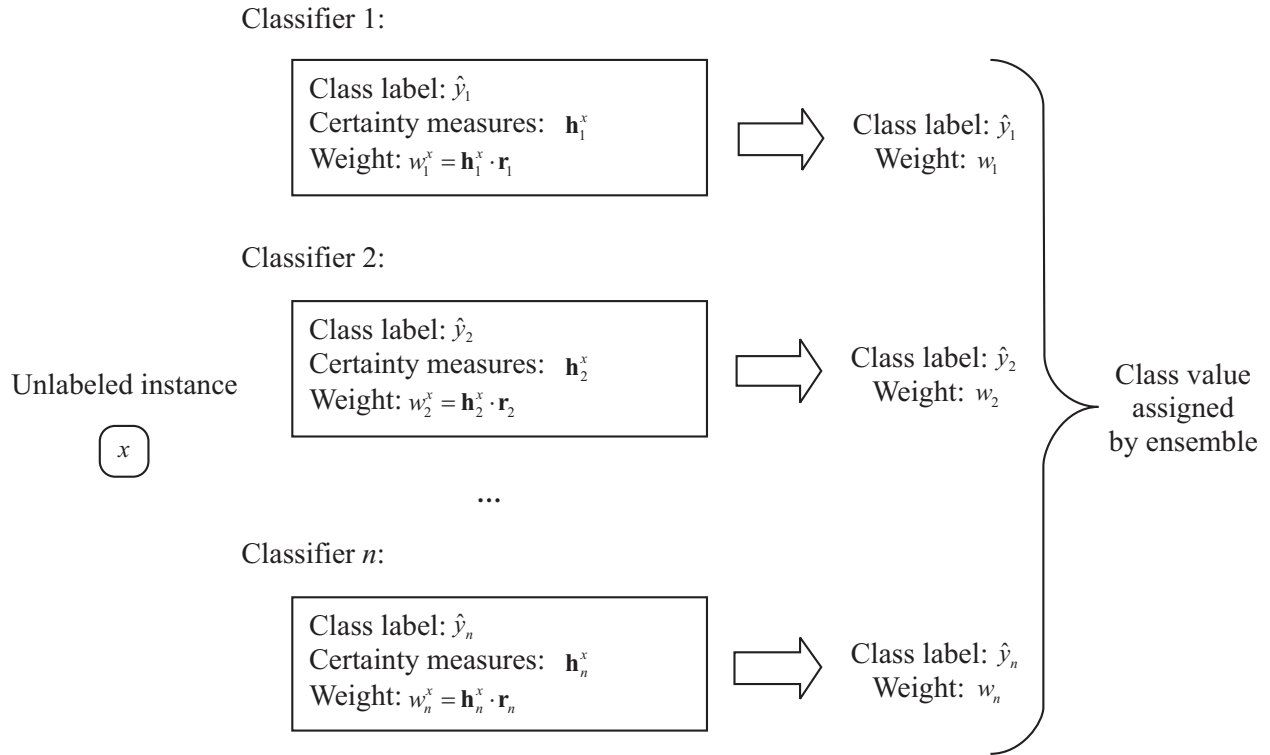 Classifier 1:
Class label: ŷ₁
Certainty measures: 𝐡₁ˣ
Weight: w₁ˣ = 𝐡₁ˣ · 𝐫₁
Class label: ŷ₁
Weight: w₁
Classifier 2:
Class label: ŷ₂
Certainty measures: 𝐡₂ˣ
Weight: w₂ˣ = 𝐡₂ˣ · 𝐫₂
Class label: ŷ₂
Weight: w₂
Unlabeled instance
x
Class value
assigned
by ensemble
...
Classifier n:
Class label: ŷₙ
Certainty measures: 𝐡ₙˣ
Weight: wₙˣ = 𝐡ₙˣ · 𝐫ₙ
Class label: ŷₙ
Weight: wₙ